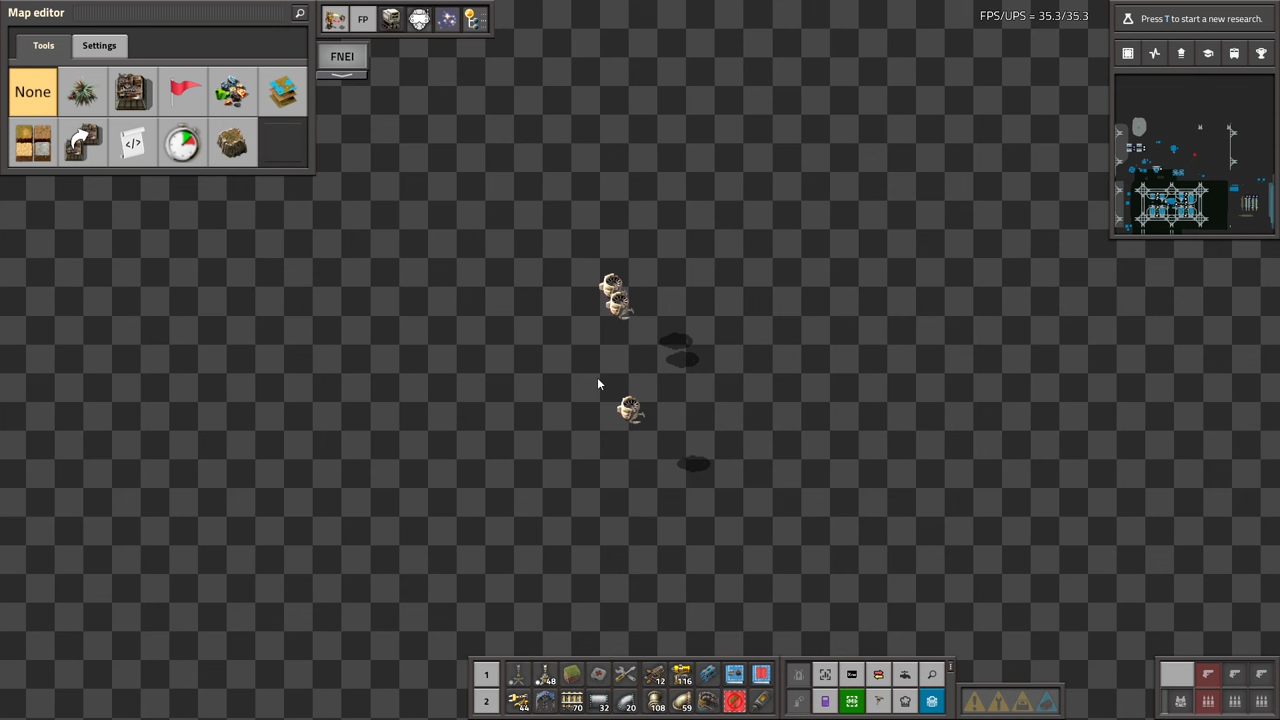 Map editor
FP
FPS/UPS = 35.3/35.3
Press T to start a new research.
Tools
Settings
FNEI
None
</>
1
48
12
116
2
44
70
32
20
108
59